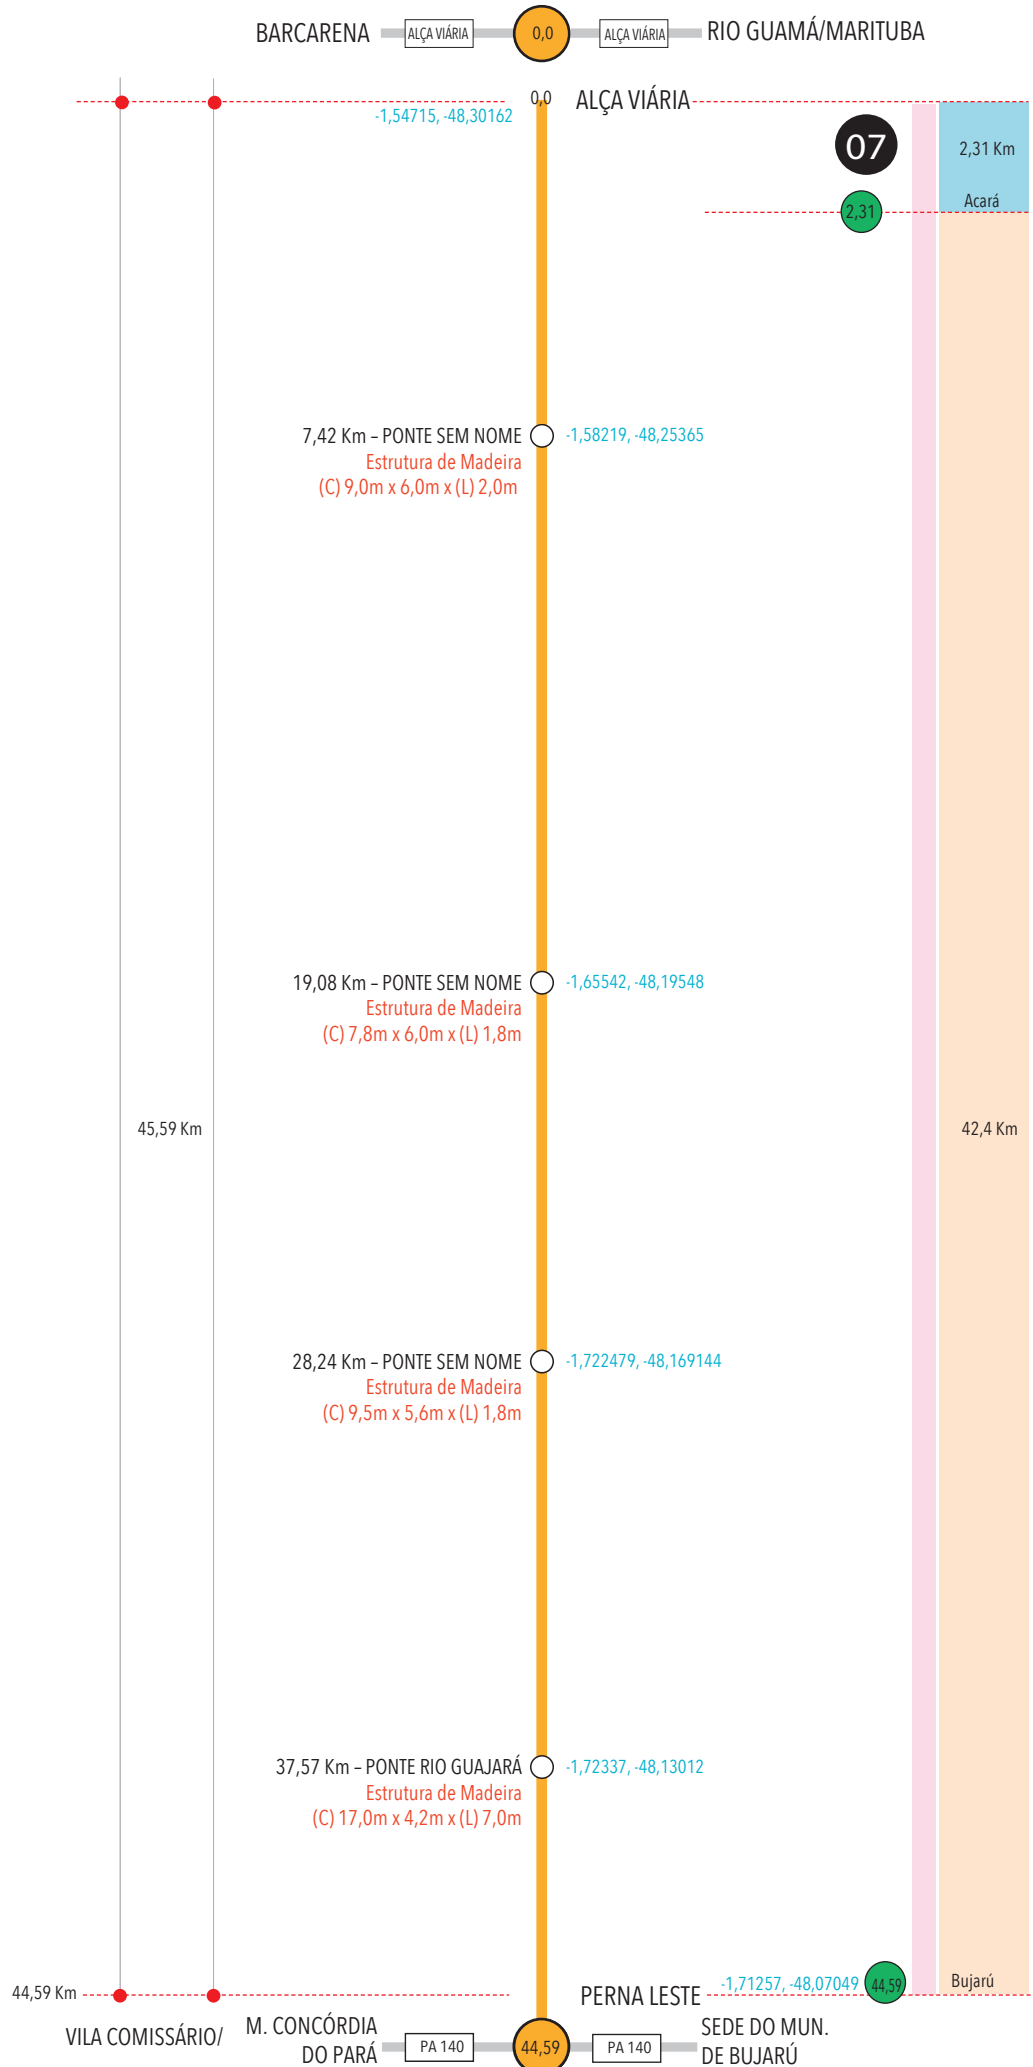 BARCARENA
ALÇA VIÁRIA
0,0
ALÇA VIÁRIA
RIO GUAMÁ/MARITUBA
0,0
ALÇA VIÁRIA
-1,54715, -48,30162
07
2,31 Km
Acará
2,31
7,42 Km – PONTE SEM NOME
-1,58219, -48,25365
Estrutura de Madeira
(C) 9,0m x 6,0m x (L) 2,0m
19,08 Km – PONTE SEM NOME
-1,65542, -48,19548
Estrutura de Madeira
(C) 7,8m x 6,0m x (L) 1,8m
45,59 Km
42,4 Km
28,24 Km – PONTE SEM NOME
-1,722479, -48,169144
Estrutura de Madeira
(C) 9,5m x 5,6m x (L) 1,8m
37,57 Km – PONTE RIO GUAJARÁ
-1,72337, -48,13012
Estrutura de Madeira
(C) 17,0m x 4,2m x (L) 7,0m
44,59 Km
PERNA LESTE
-1,71257, -48,07049
44,59
Bujarú
VILA COMISSÁRIO/
M. CONCÓRDIA
DO PARÁ
PA 140
44,59
PA 140
SEDE DO MUN.
DE BUJARÚ